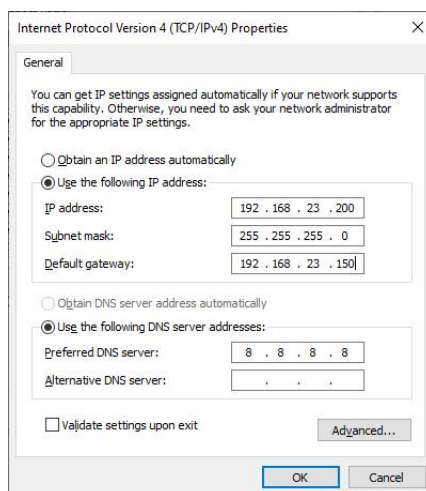 Internet Protocol Version 4 (TCP/IPv4) Properties
General
You can get IP settings assigned automatically if your network supports
this capability. Otherwise, you need to ask your network administrator
for the appropriate IP settings.
Obtain an IP address automatically
Use the following IP address:
IP address: 192 . 168 . 23 . 200
Subnet mask: 255 . 255 . 255 . 0
Default gateway: 192 . 168 . 23 . 150
Obtain DNS server address automatically
Use the following DNS server addresses:
Preferred DNS server: 8 . 8 . 8 . 8
Alternative DNS server: . . .
Validate settings upon exit
Advanced...
OK Cancel